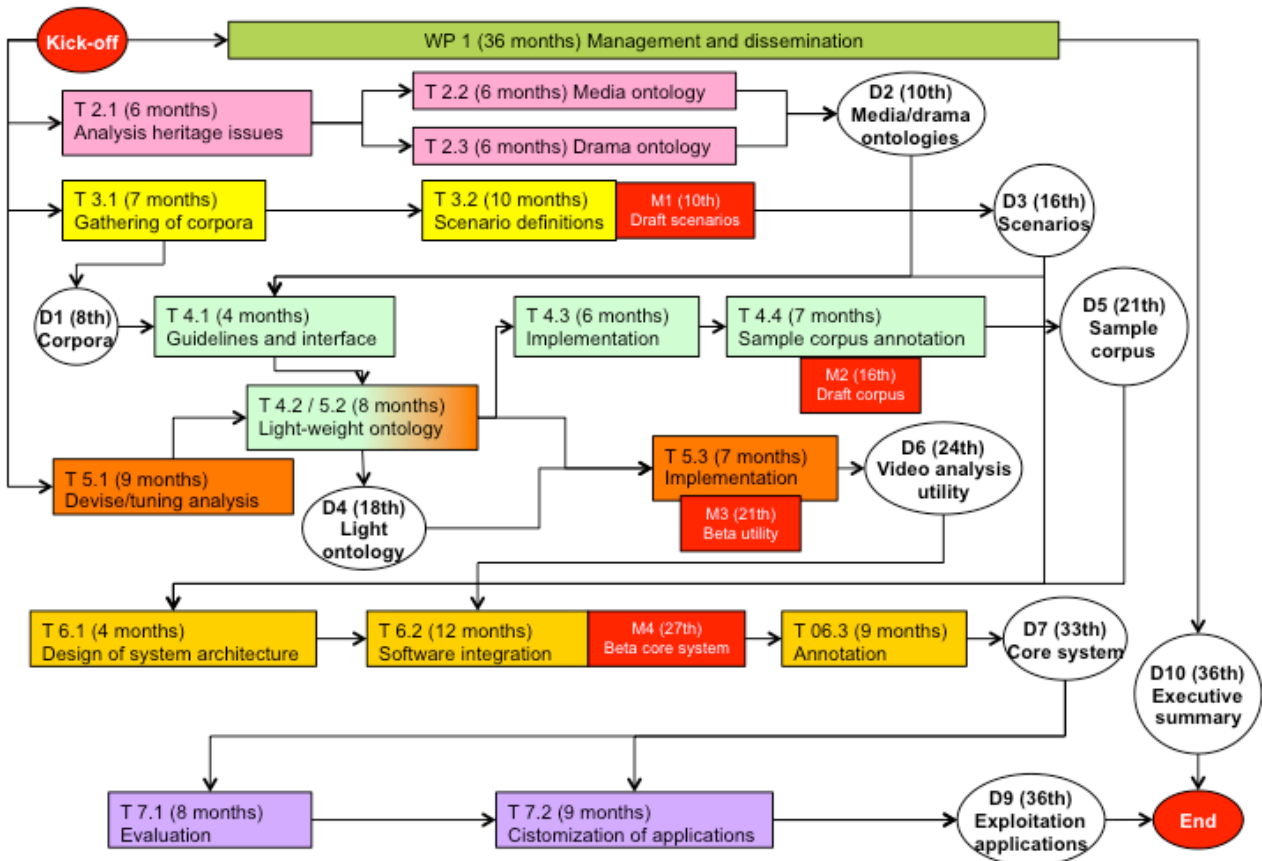 Kick-off
WP 1 (36 months) Management and dissemination
T 2.1 (6 months)
Analysis heritage issues
T 2.2 (6 months) Media ontology
T 2.3 (6 months) Drama ontology
D2 (10th)
Media/drama
ontologies
T 3.1 (7 months)
Gathering of corpora
T 3.2 (10 months)
Scenario definitions
M1 (10th)
Draft scenarios
D3 (16th)
Scenarios
D1 (8th)
Corpora
T 4.1 (4 months)
Guidelines and interface
T 4.3 (6 months)
Implementation
T 4.4 (7 months)
Sample corpus annotation
M2 (16th)
Draft corpus
D5 (21th)
Sample
corpus
T 4.2 / 5.2 (8 months)
Light-weight ontology
T 5.1 (9 months)
Devise/tuning analysis
D4 (18th)
Light
ontology
T 5.3 (7 months)
Implementation
M3 (21th)
Beta utility
D6 (24th)
Video analysis
utility
T 6.1 (4 months)
Design of system architecture
T 6.2 (12 months)
Software integration
M4 (27th)
Beta core system
T 06.3 (9 months)
Annotation
D7 (33th)
Core system
D10 (36th)
Executive
summary
T 7.1 (8 months)
Evaluation
T 7.2 (9 months)
Cistomization of applications
D9 (36th)
Exploitation
applications
End